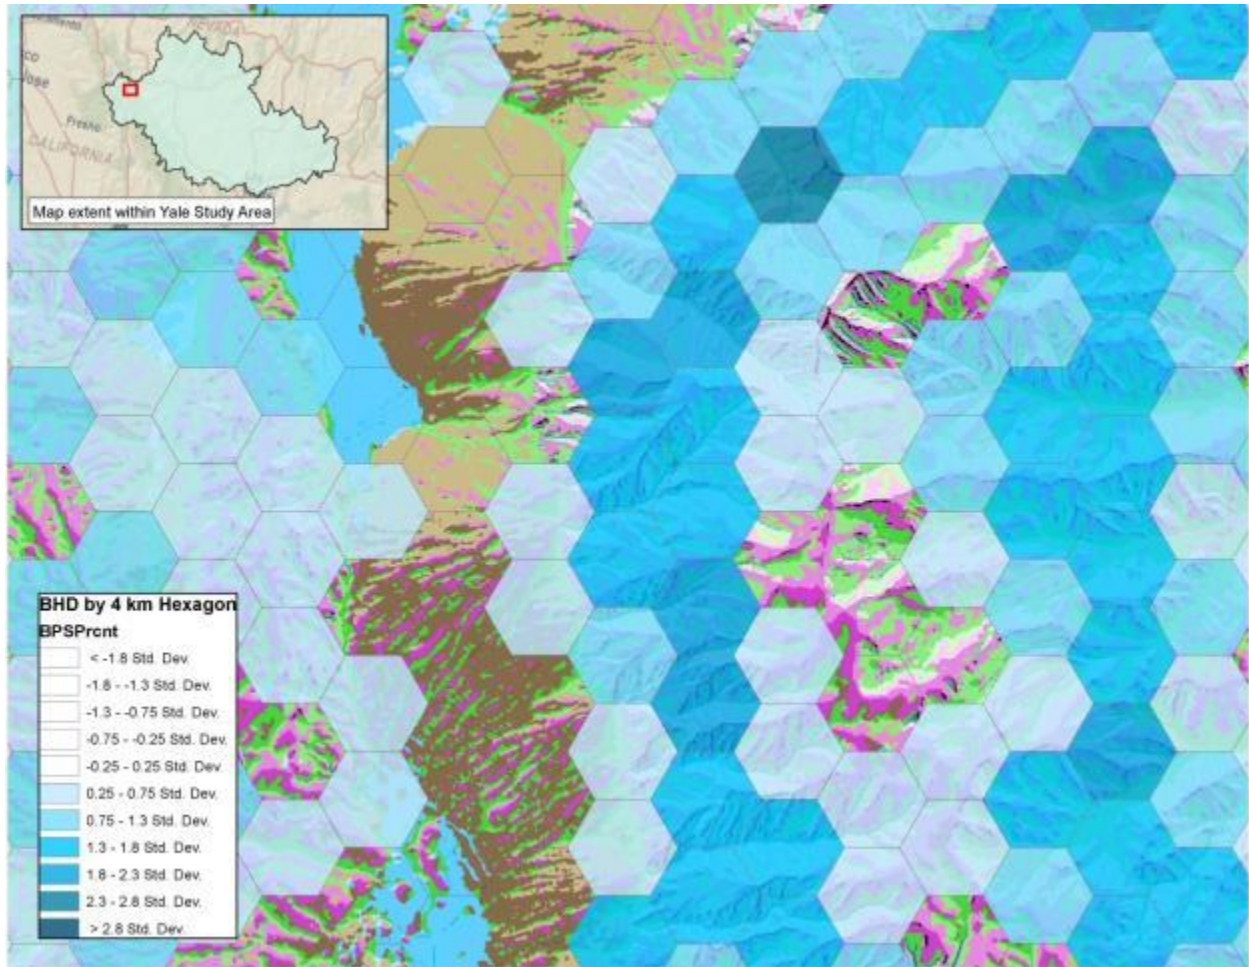 NEVADA
co
Jose
Fresno
CALIFORNIA
Map extent within Yale Study Area
BHD by 4 km Hexagon
BPSPrcnt
< -1.8 Std. Dev.
-1.8 - -1.3 Std. Dev.
-1.3 - -0.75 Std. Dev.
-0.75 - -0.25 Std. Dev.
-0.25 - 0.25 Std. Dev.
0.25 - 0.75 Std. Dev.
0.75 - 1.3 Std. Dev.
1.3 - 1.8 Std. Dev.
1.8 - 2.3 Std. Dev.
2.3 - 2.8 Std. Dev.
> 2.8 Std. Dev.